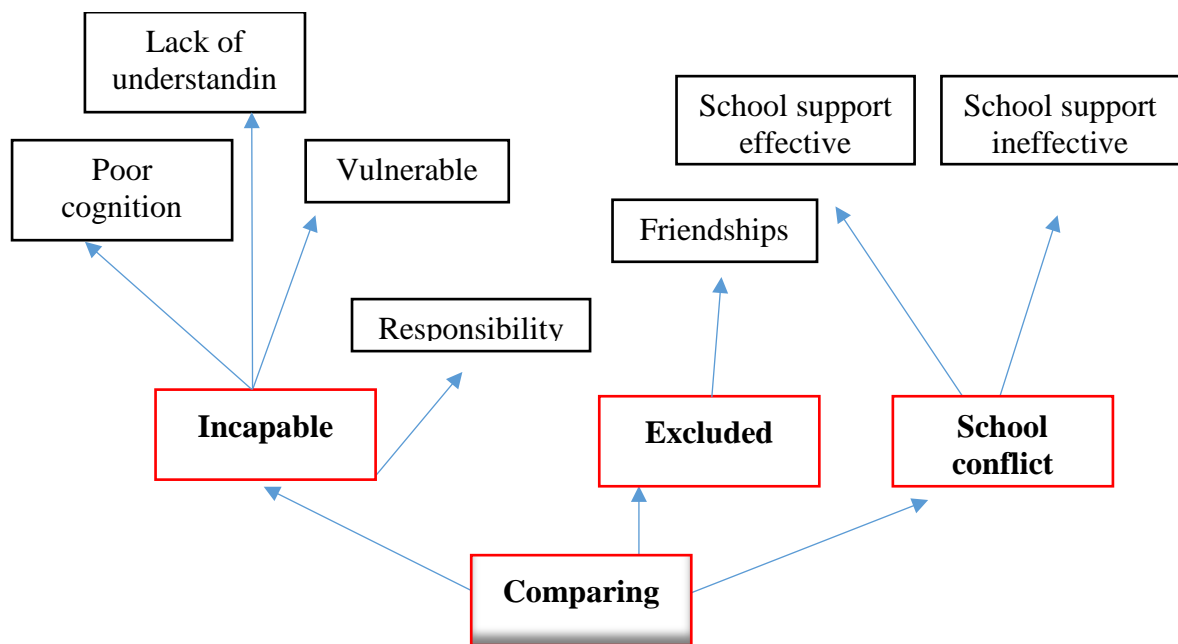 Lack of
understandin
School support
effective
School support
ineffective
Poor
cognition
Vulnerable
Friendships
Responsibility
Incapable
Excluded
School
conflict
Comparing